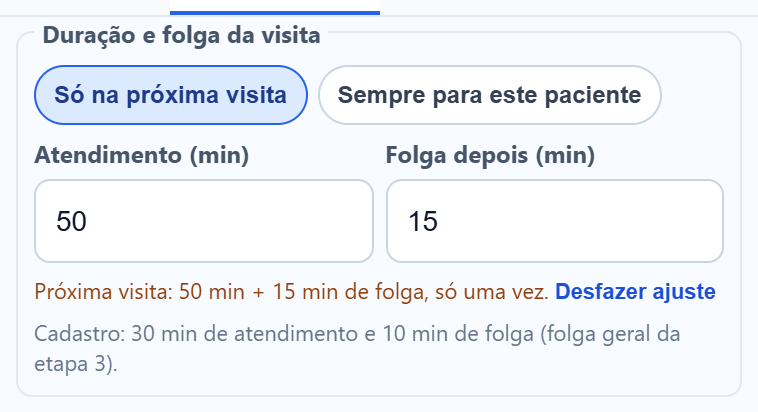 Duração e folga da visita
Só na próxima visita
Sempre para este paciente
Atendimento (min)
Folga depois (min)
50
15
Próxima visita: 50 min + 15 min de folga, só uma vez. Desfazer ajuste
Cadastro: 30 min de atendimento e 10 min de folga (folga geral da
etapa 3).